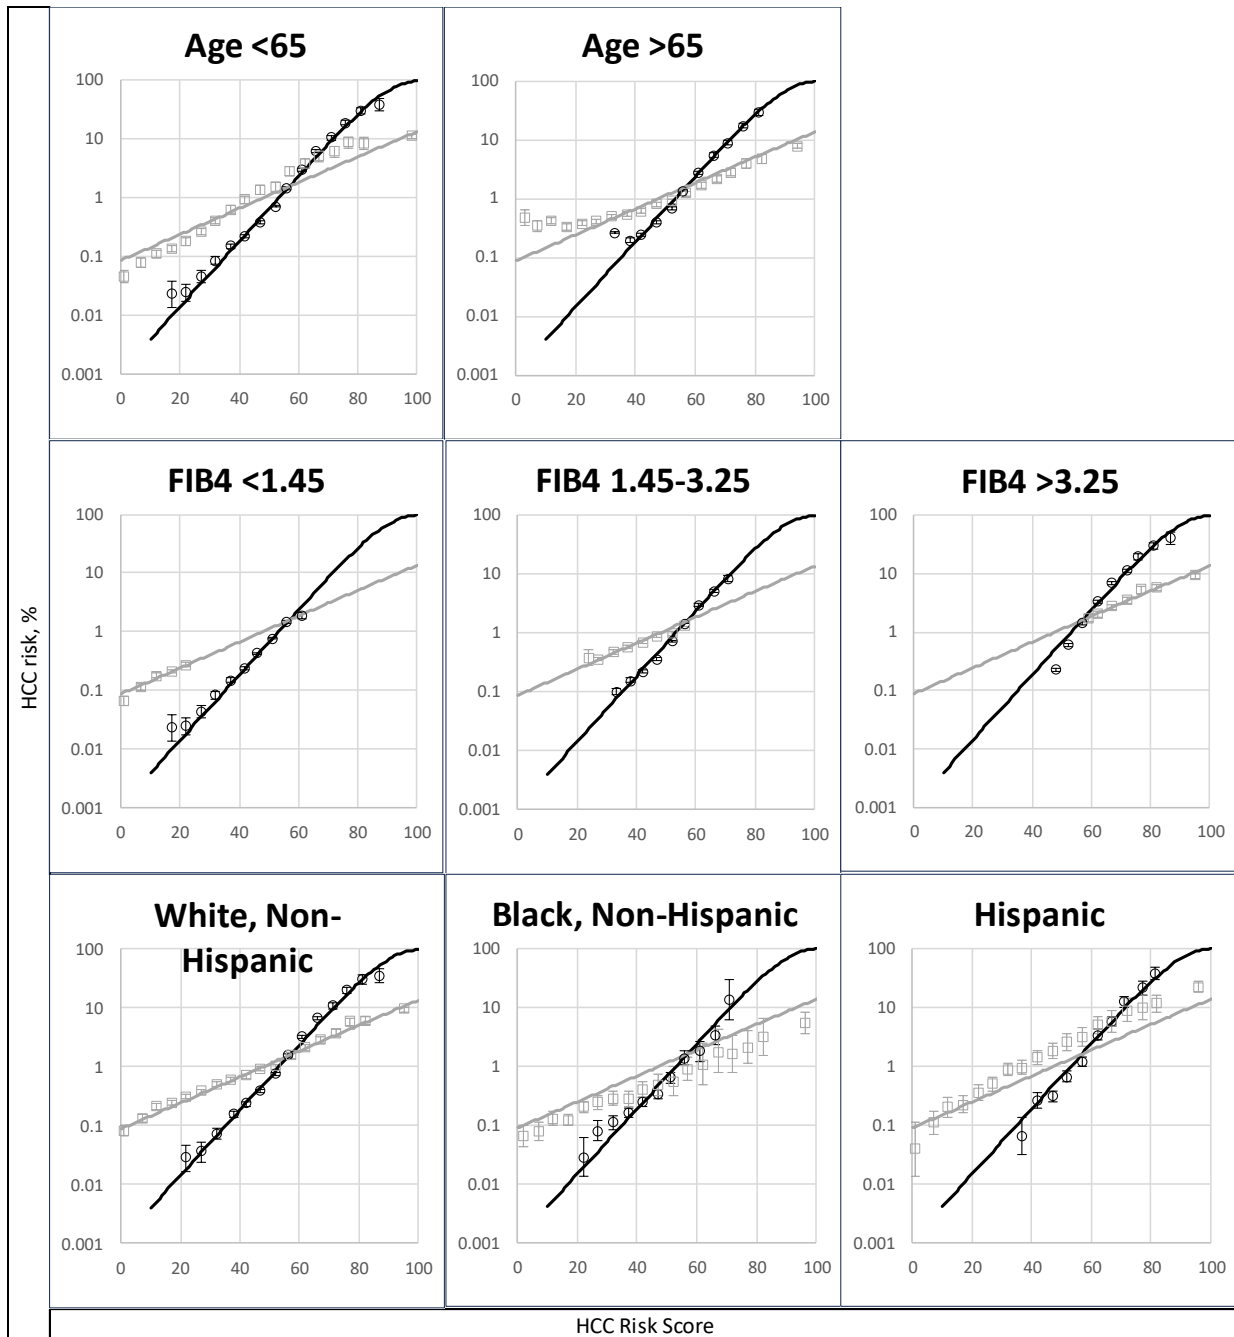 Age <65
Age >65
100
10
1
0.1
0.01
0.001
0 20 40 60 80 100
100
10
1
0.1
0.01
0.001
0 20 40 60 80 100
FIB4 <1.45
FIB4 1.45-3.25
FIB4 >3.25
100
10
1
0.1
0.01
0.001
0 20 40 60 80 100
100
10
1
0.1
0.01
0.001
0 20 40 60 80 100
100
10
1
0.1
0.01
0.001
0 20 40 60 80 100
HCC risk, %
White, Non-
Hispanic
Black, Non-Hispanic
Hispanic
100
10
1
0.1
0.01
0.001
0 20 40 60 80 100
100
10
1
0.1
0.01
0.001
0 20 40 60 80 100
100
10
1
0.1
0.01
0.001
0 20 40 60 80 100
HCC Risk Score